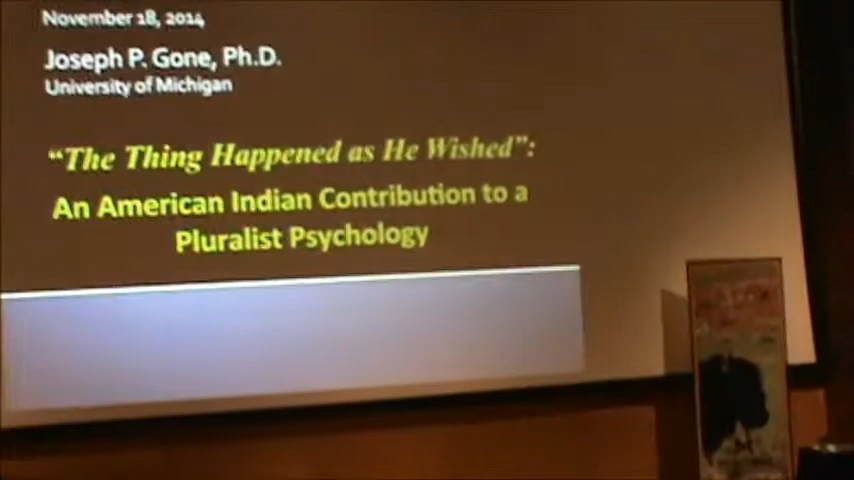 November 18, 2014
Joseph P. Gone, Ph.D.
University of Michigan
“The Thing Happened as He Wished”:
An American Indian Contribution to a
Pluralist Psychology